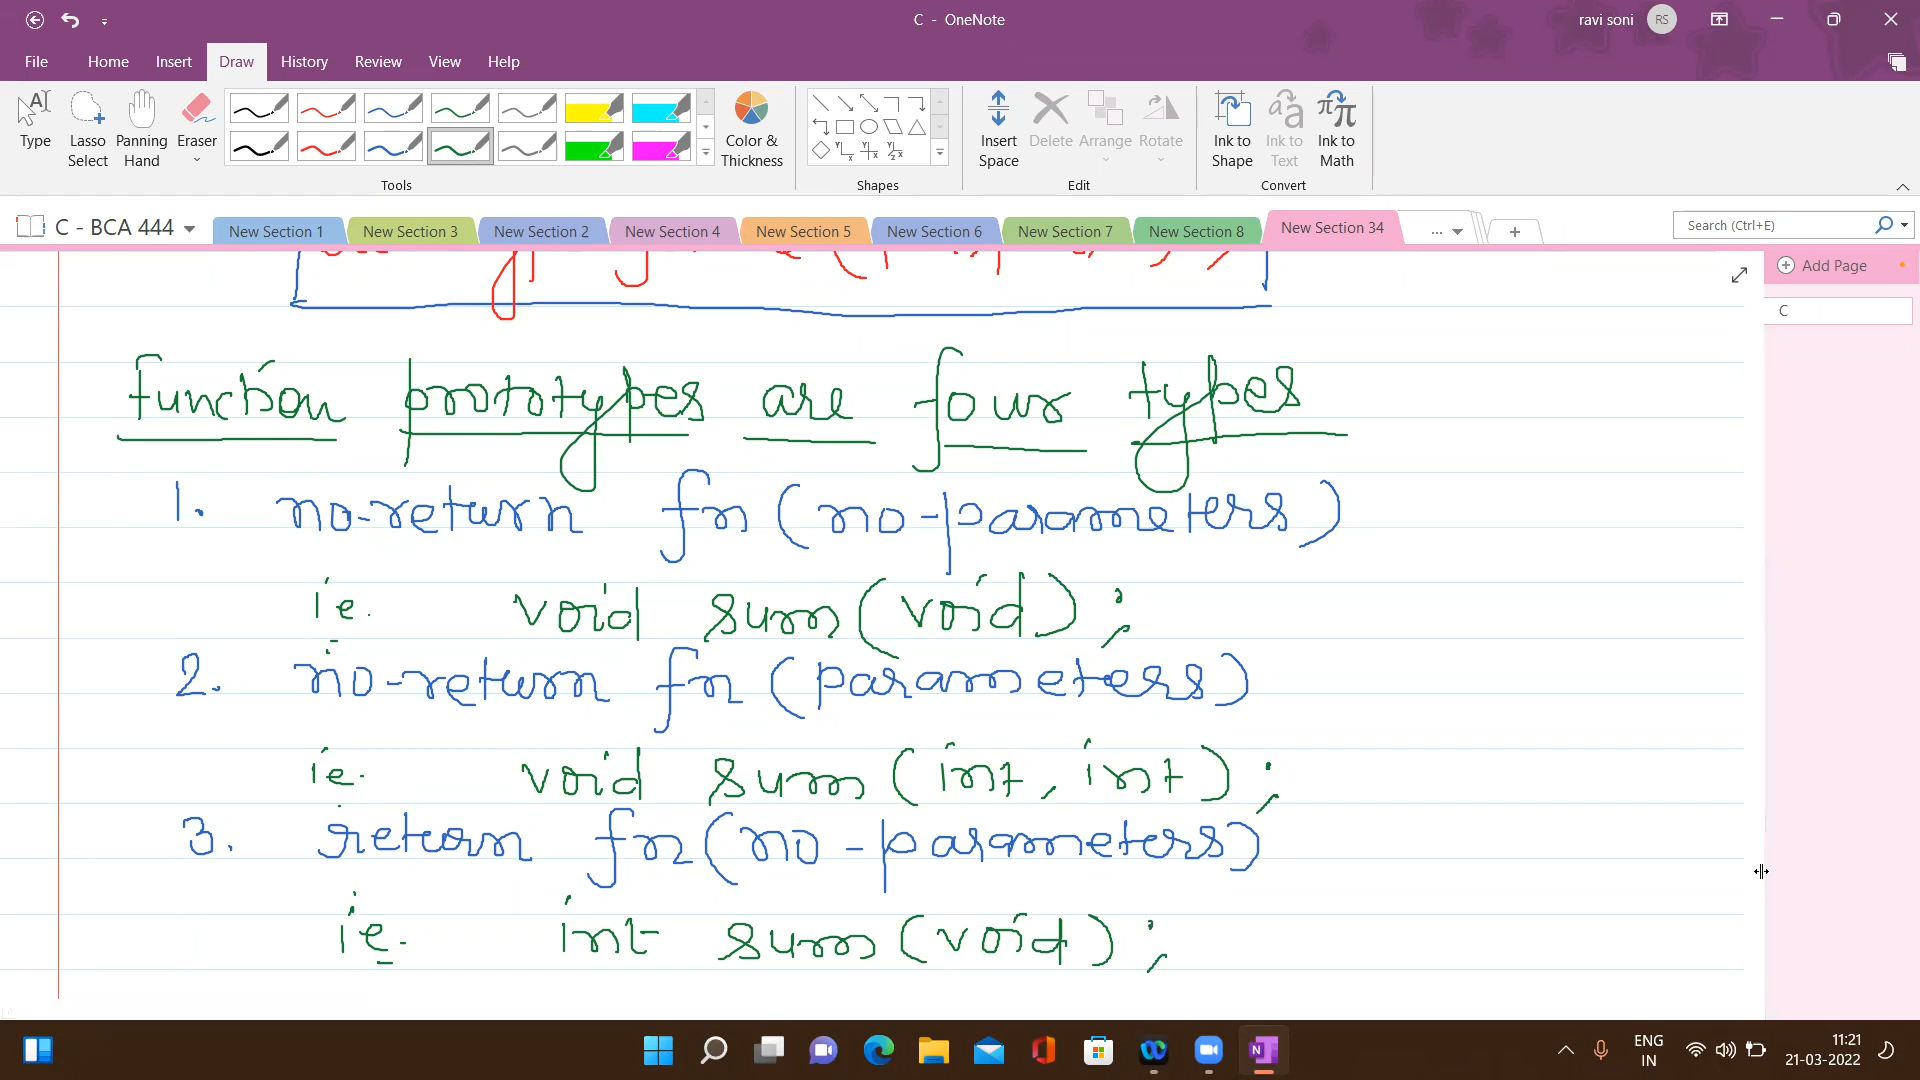 C - OneNote
ravi soni RS
File Home Insert Draw History Review View Help
Type Lasso Select Panning Hand Eraser Color & Thickness Insert Space Delete Arrange Rotate Ink to Shape Ink to Text Ink to Math
Tools Shapes Edit Convert
C - BCA 444 New Section 1 New Section 3 New Section 2 New Section 4 New Section 5 New Section 6 New Section 7 New Section 8 New Section 34 ... Search (Ctrl+E)
Add Page
C
function prototypes are four types
1. no-return fn (no-parameters)
ie. void sum (void) ;
2. no-return fn (parameters)
ie. void sum (int, int) ;
3. return fn (no-parameters)
ie. int sum (void) ;
ENG 11:21
IN 21-03-2022